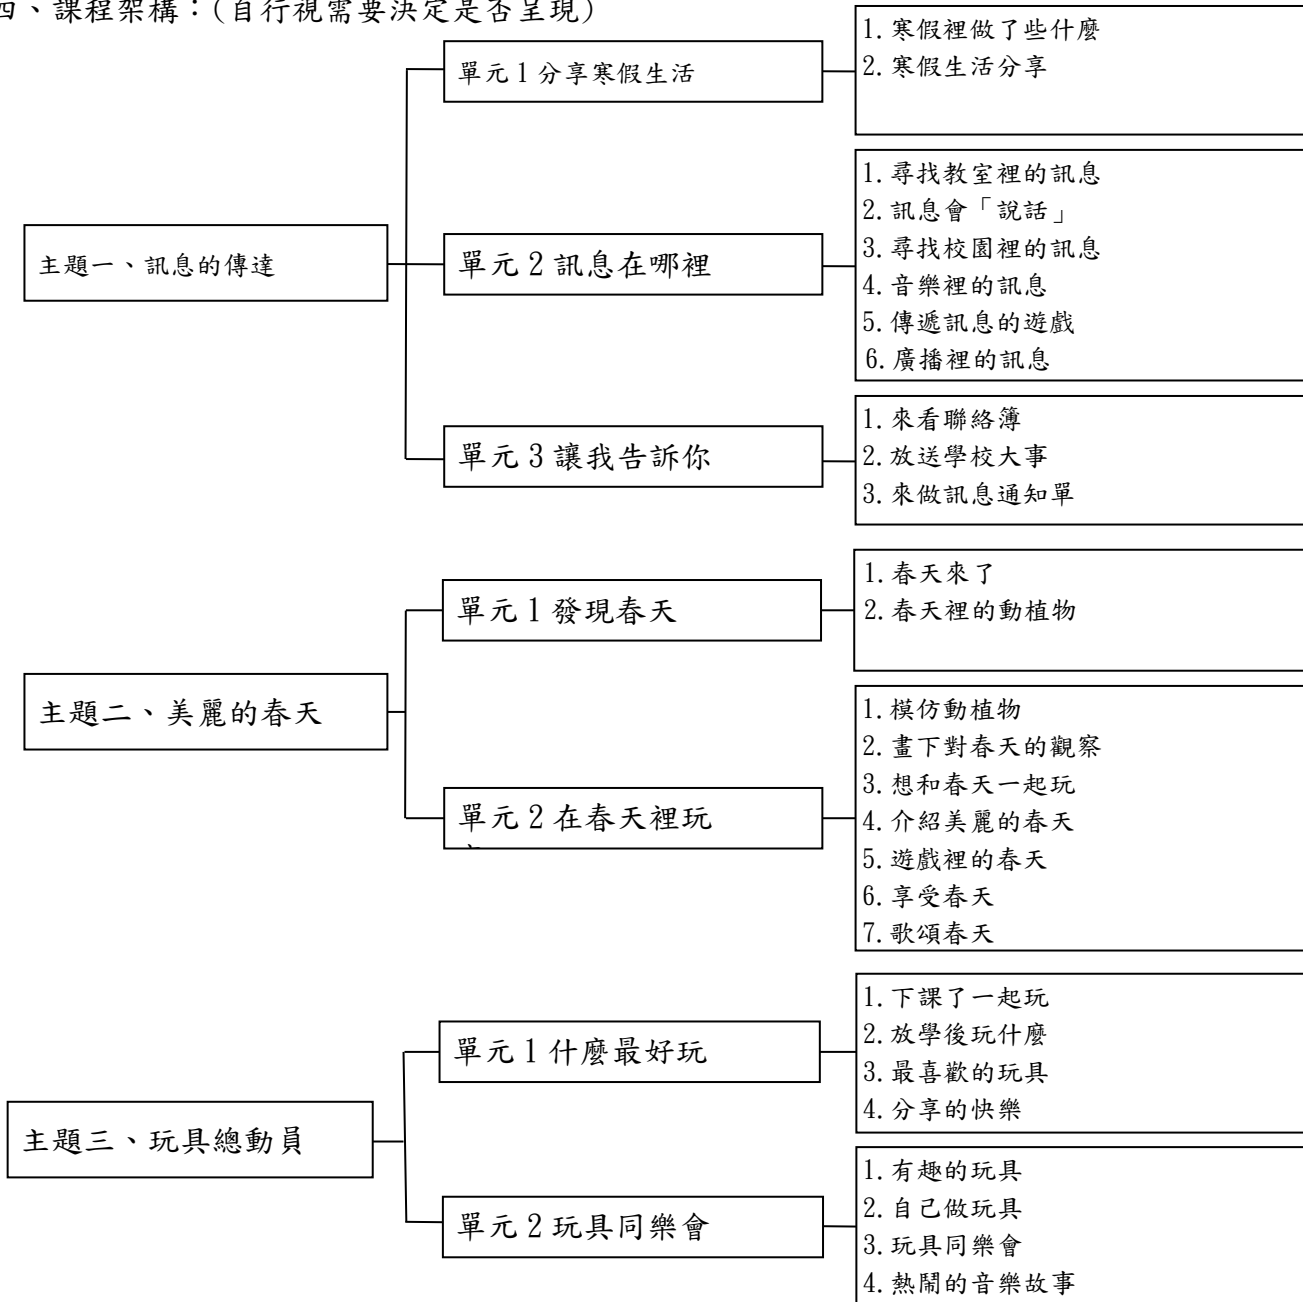 四、課程架構：(自行視需要決定是否呈現)
主題一、訊息的傳達
單元 1 分享寒假生活
1.寒假裡做了些什麼
2.寒假生活分享
單元 2 訊息在哪裡
1.尋找教室裡的訊息
2.訊息會「說話」
3.尋找校園裡的訊息
4.音樂裡的訊息
5.傳遞訊息的遊戲
6.廣播裡的訊息
單元 3 讓我告訴你
1.來看聯絡簿
2.放送學校大事
3.來做訊息通知單
主題二、美麗的春天
單元 1 發現春天
1.春天來了
2.春天裡的動植物
單元 2 在春天裡玩
1.模仿動植物
2.畫下對春天的觀察
3.想和春天一起玩
4.介紹美麗的春天
5.遊戲裡的春天
6.享受春天
7.歌頌春天
主題三、玩具總動員
單元 1 什麼最好玩
1.下課了一起玩
2.放學後玩什麼
3.最喜歡的玩具
4.分享的快樂
單元 2 玩具同樂會
1.有趣的玩具
2.自己做玩具
3.玩具同樂會
4.熱鬧的音樂故事